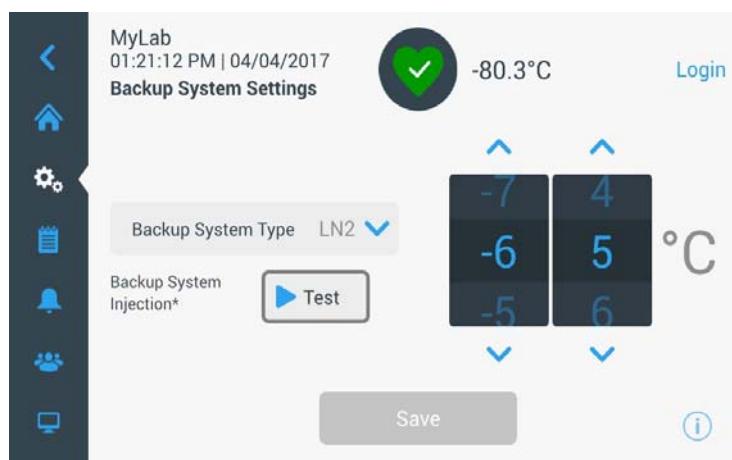 MyLab
01:21:12 PM | 04/04/2017
Backup System Settings
-80.3°C
Login
-7 4
Backup System Type LN2
-6 5 °C
Backup System
Injection*
Test
-5 6
Save
i